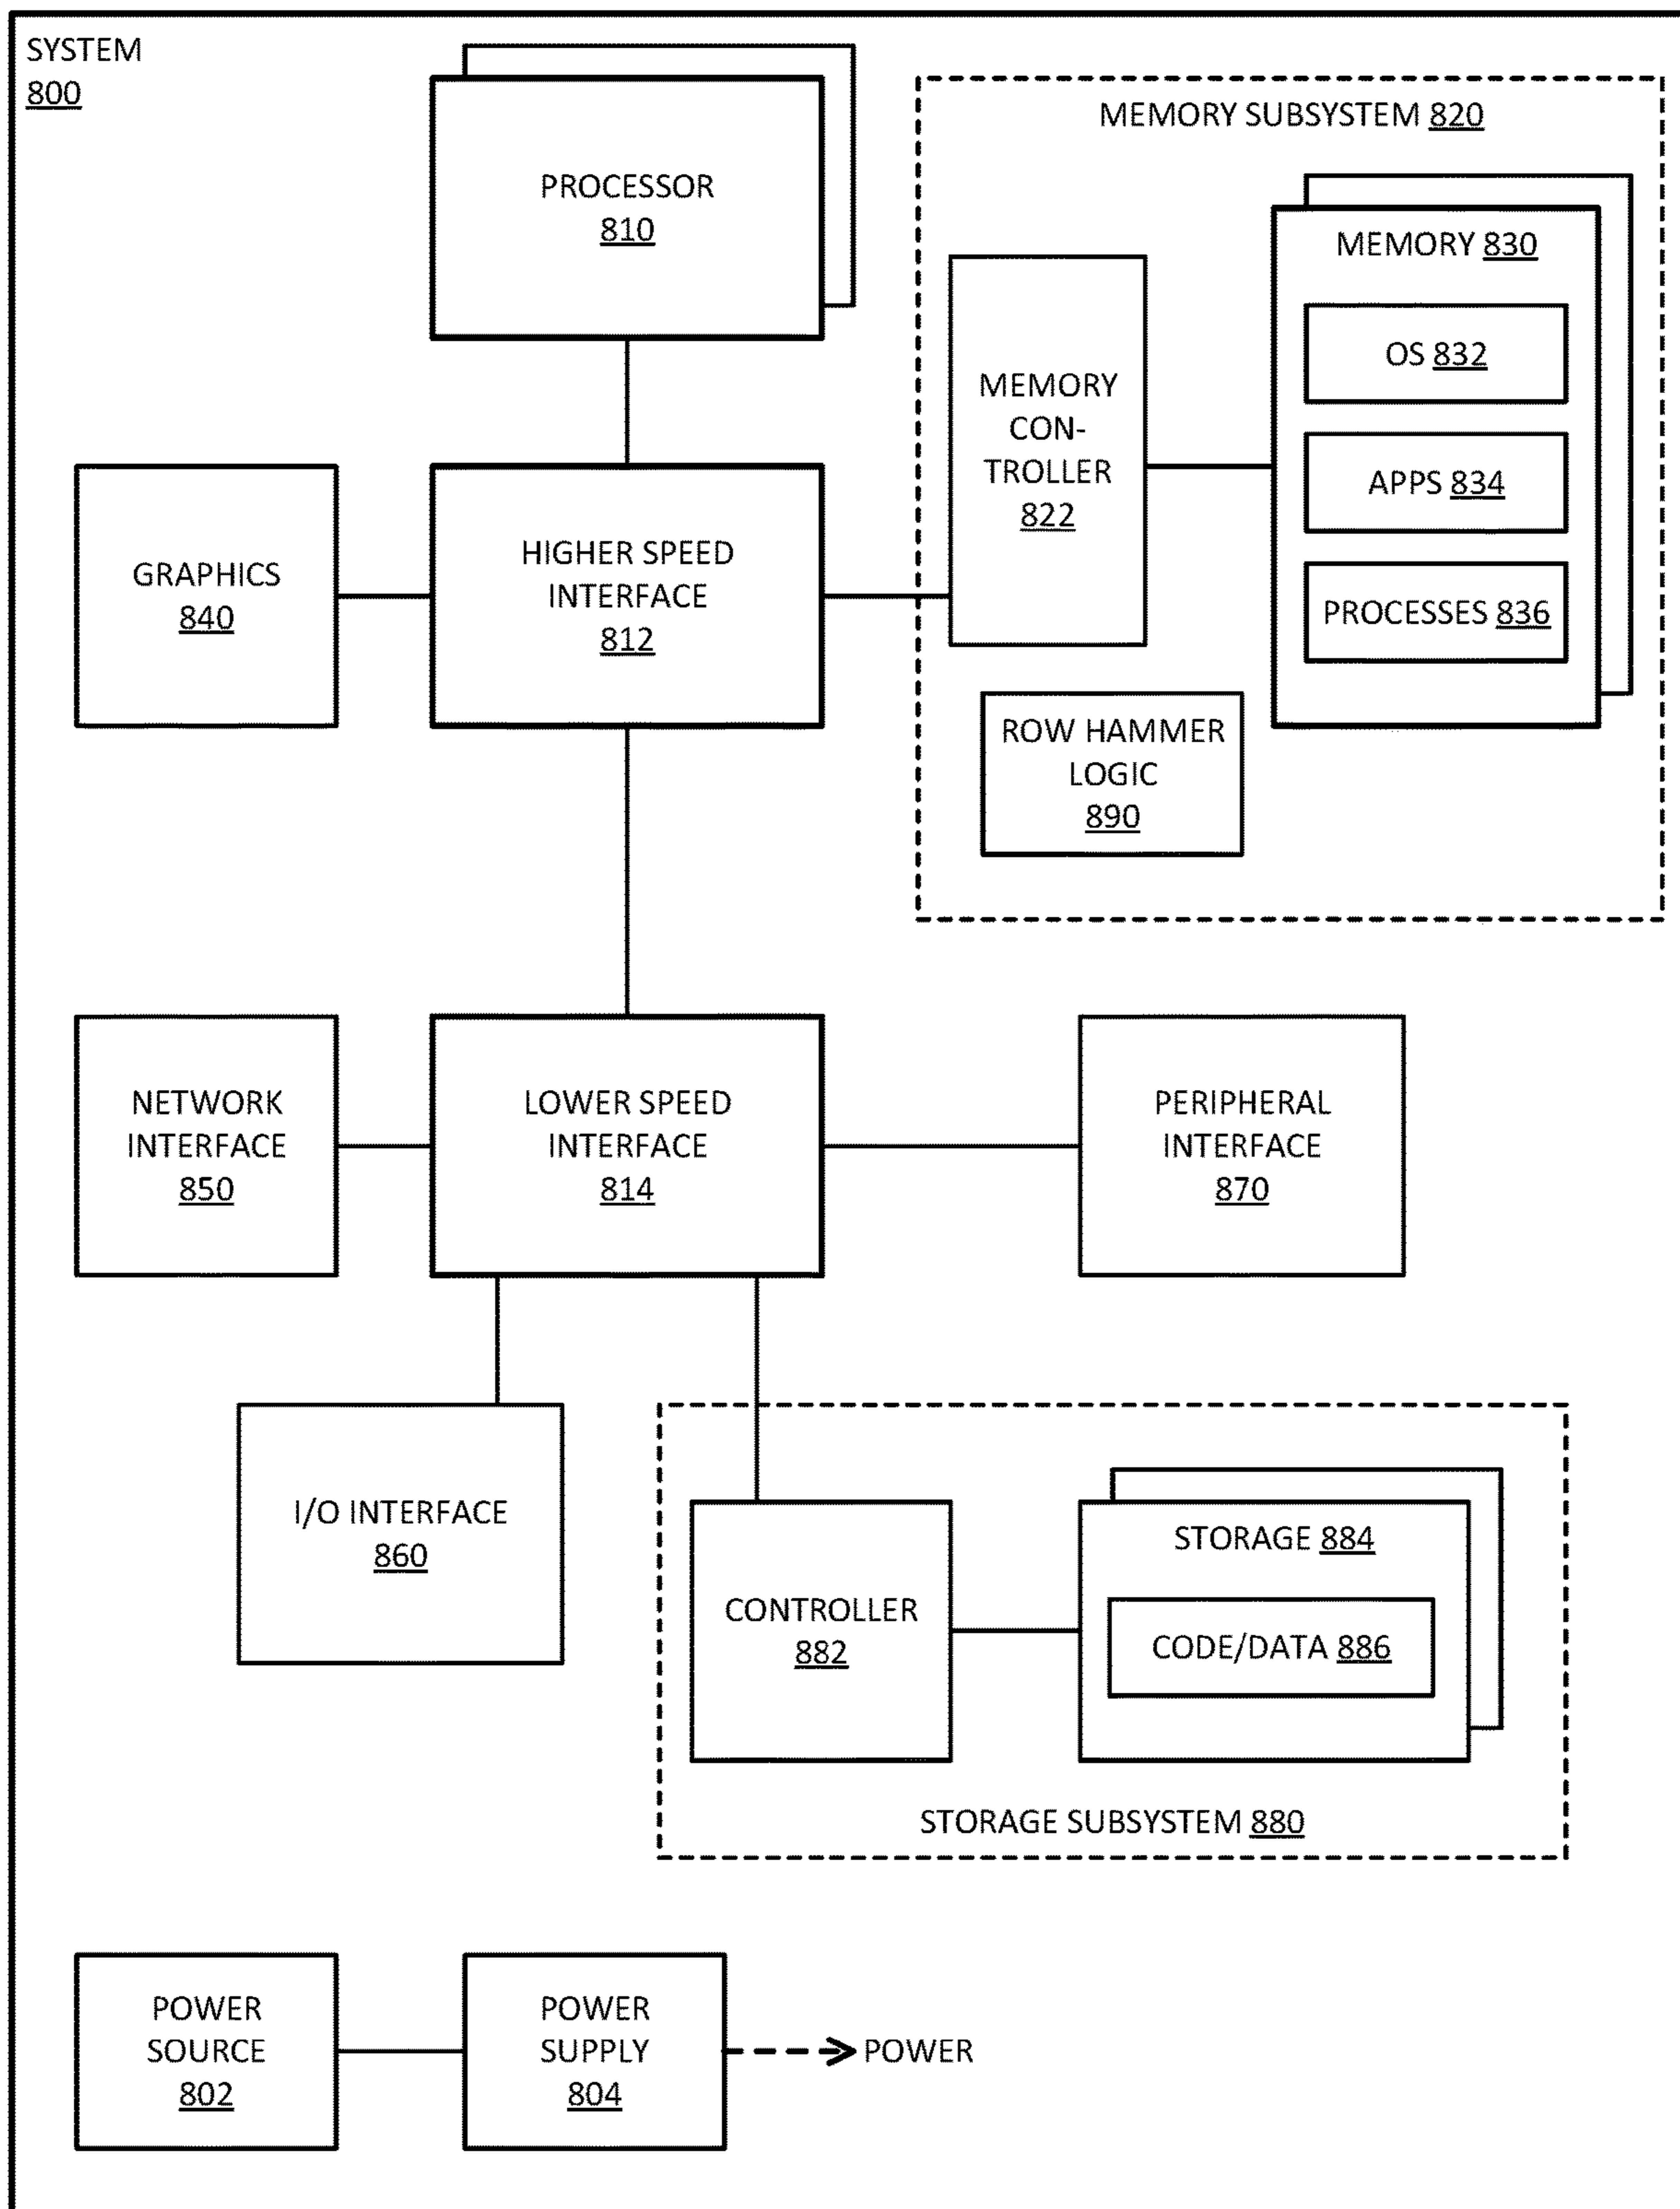 SYSTEM
800
PROCESSOR
810
MEMORY SUBSYSTEM 820
MEMORY 830
OS 832
APPS 834
PROCESSES 836
MEMORY
CON-
TROLLER
822
ROW HAMMER
LOGIC
890
GRAPHICS
840
HIGHER SPEED
INTERFACE
812
NETWORK
INTERFACE
850
LOWER SPEED
INTERFACE
814
PERIPHERAL
INTERFACE
870
I/O INTERFACE
860
CONTROLLER
882
STORAGE 884
CODE/DATA 886
STORAGE SUBSYSTEM 880
POWER
SOURCE
802
POWER
SUPPLY
804
POWER